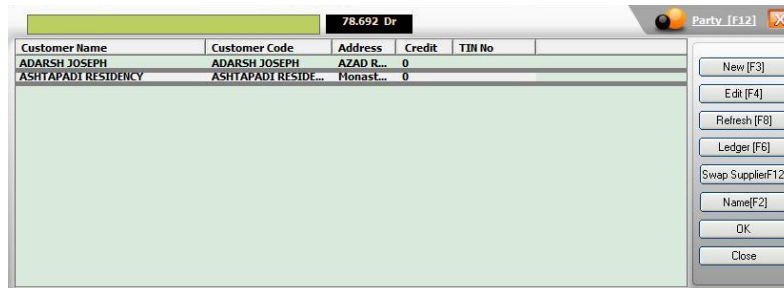 78.692 Dr
Party [F12]
Customer Name Customer Code Address Credit TIN No
ADARSH JOSEPH ADARSH JOSEPH AZAD R... 0
ASHTAPADI RESIDENCY ASHTAPADI RESIDE... Monast... 0
New [F3]
Edit [F4]
Refresh [F8]
Ledger [F6]
Swap SupplierF12
Name[F2]
OK
Close